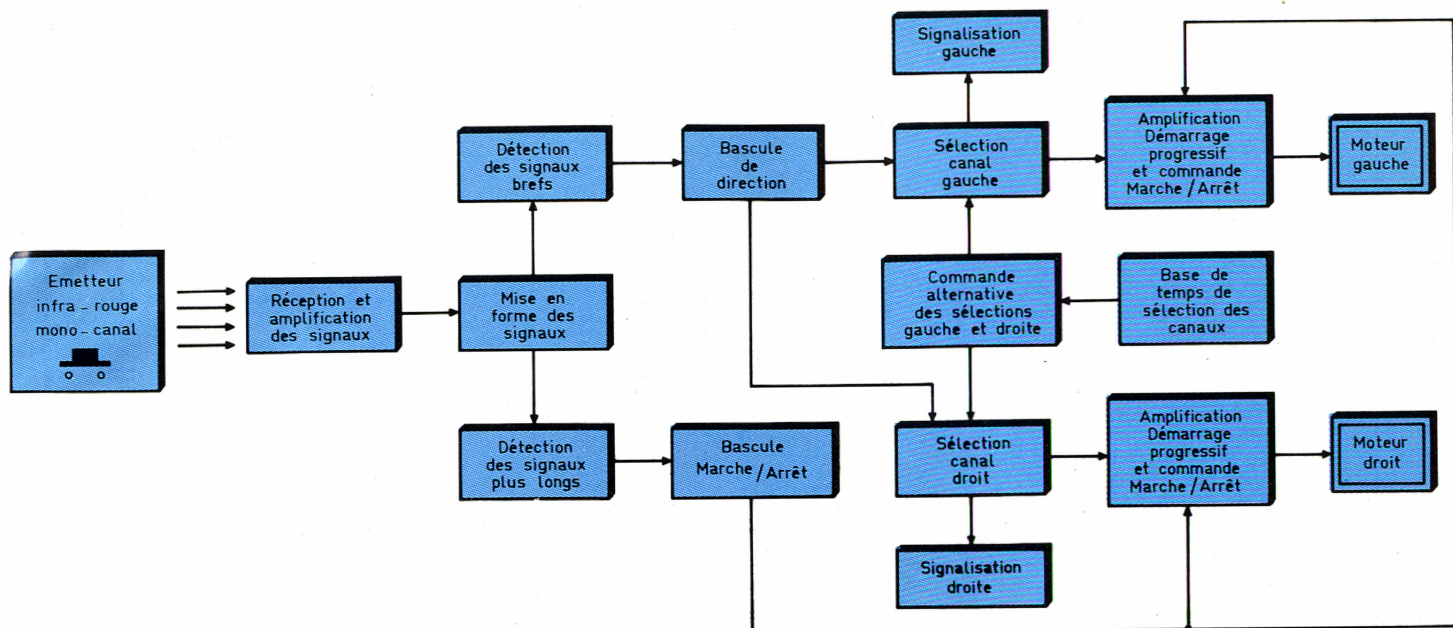 Signalisation
gauche
Détection
des signaux
brefs
Bascule
de
direction
Sélection
canal
gauche
Amplification
Démarrage
progressif
et commande
Marche/Arrêt
Moteur
gauche
Emetteur
infra-rouge
mono-canal
Réception et
amplification
des signaux
Mise en
forme des
signaux
Commande
alternative
des sélections
gauche et droite
Base de
temps de
sélection des
canaux
Détection
des signaux
plus longs
Bascule
Marche/Arrêt
Sélection
canal
droit
Amplification
Démarrage
progressif
et commande
Marche/Arrêt
Moteur
droit
Signalisation
droite